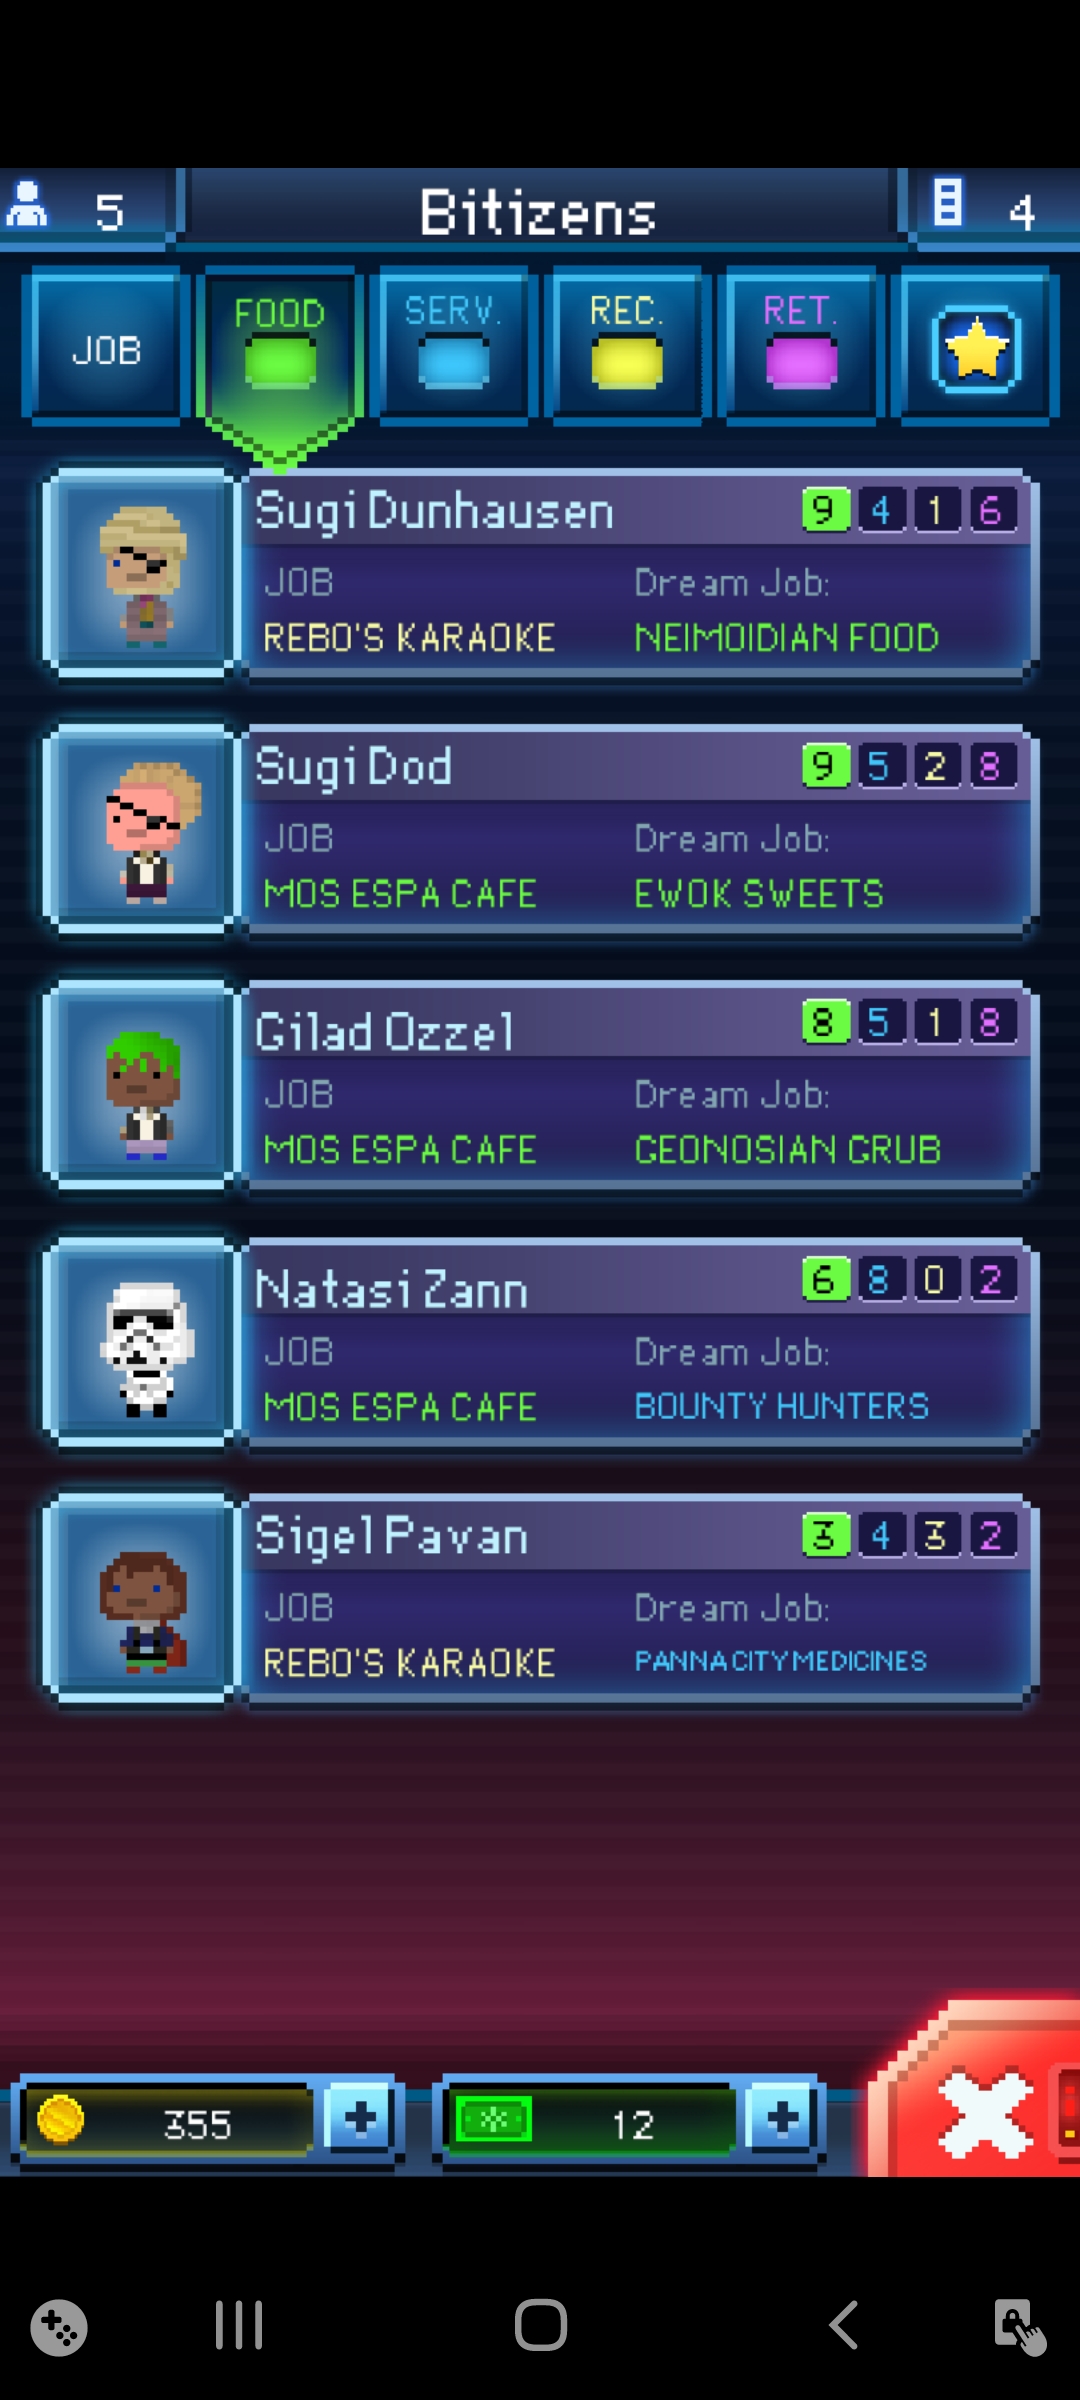 5 Bitizens 4
JOB FOOD SERV. REC. RET.
Sugi Dunhausen 9 4 1 6
JOB Dream Job:
REBO'S KARAOKE NEIMOIDIAN FOOD
Sugi Dod 9 5 2 8
JOB Dream Job:
MOS ESPA CAFE EWOK SWEETS
Gilad Ozzel 8 5 1 8
JOB Dream Job:
MOS ESPA CAFE GEONOSIAN GRUB
Natasi Zann 6 8 0 2
JOB Dream Job:
MOS ESPA CAFE BOUNTY HUNTERS
Sigel Pavan 3 4 3 2
JOB Dream Job:
REBO'S KARAOKE PANNA CITY MEDICINES
355 + 12 +